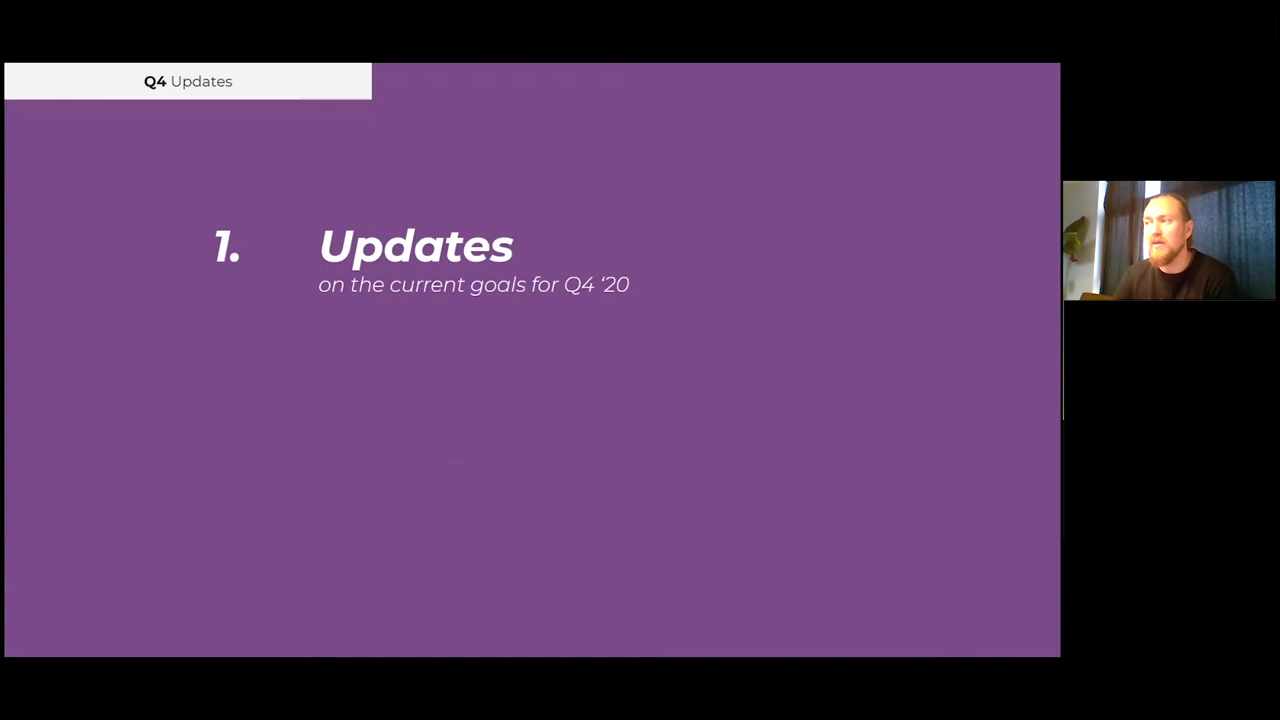 Q4 Updates
1. Updates
on the current goals for Q4 ‘20